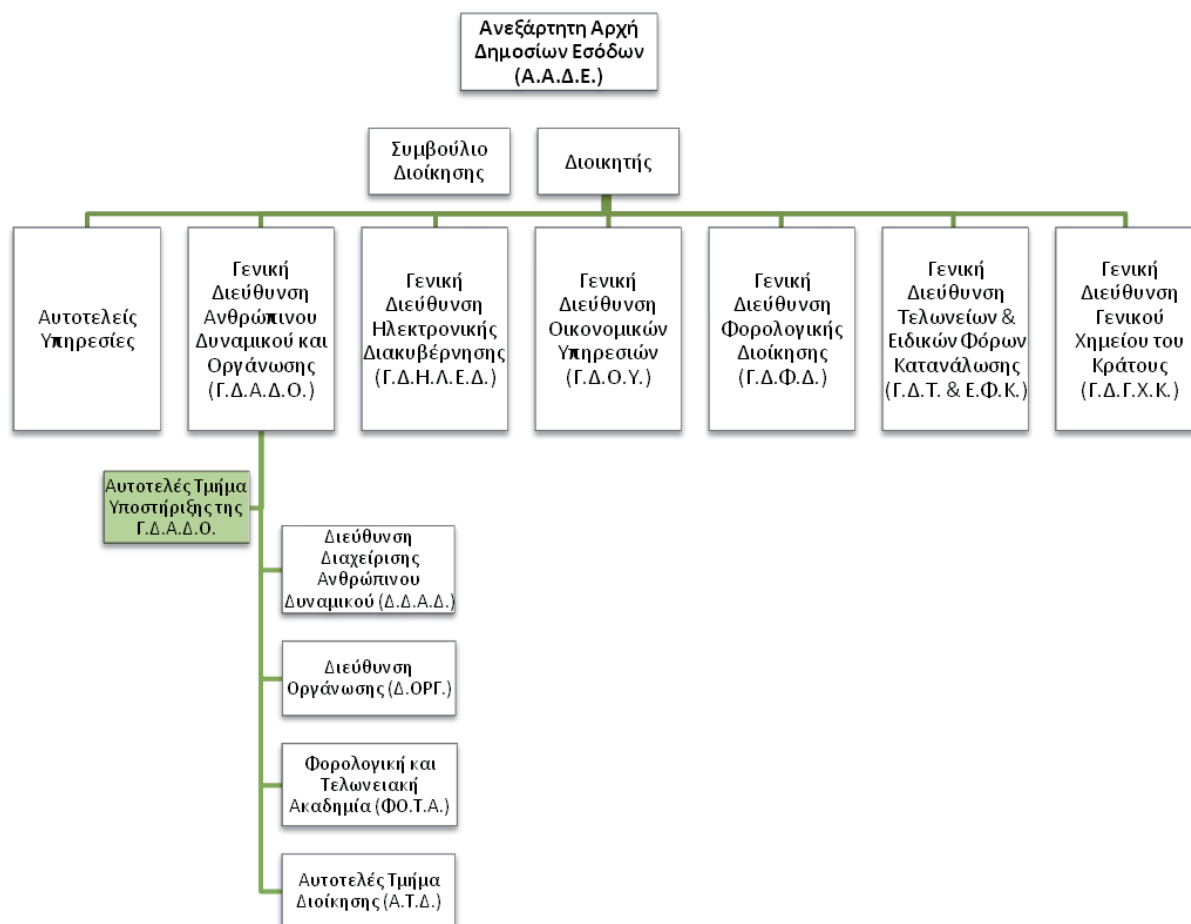 Ανεξάρτητη Αρχή
Δημοσίων Εσόδων
(Α.Α.Δ.Ε.)
Συμβούλιο
Διοίκησης
Διοικητής
Αυτοτελείς
Υπηρεσίες
Γενική
Διεύθυνση
Ανθρώπινου
Δυναμικού και
Οργάνωσης
(Γ.Δ.Α.Δ.Ο.)
Γενική
Διεύθυνση
Ηλεκτρονικής
Διακυβέρνησης
(Γ.Δ.Η.Λ.Ε.Δ.)
Γενική
Διεύθυνση
Οικονομικών
Υπηρεσιών
(Γ.Δ.Ο.Υ.)
Γενική
Διεύθυνση
Φορολογικής
Διοίκησης
(Γ.Δ.Φ.Δ.)
Γενική
Διεύθυνση
Τελωνείων &
Ειδικών Φόρων
Κατανάλωσης
(Γ.Δ.Τ. & Ε.Φ.Κ.)
Γενική
Διεύθυνση
Γενικού
Χημείου του
Κράτους
(Γ.Δ.Γ.Χ.Κ.)
Αυτοτελές Τμήμα
Υποστήριξης της
Γ.Δ.Α.Δ.Ο.
Διεύθυνση
Διαχείρισης
Ανθρώπινου
Δυναμικού (Δ.Δ.Α.Δ.)
Διεύθυνση
Οργάνωσης (Δ.ΟΡΓ.)
Φορολογική και
Τελωνειακή
Ακαδημία (ΦΟ.Τ.Α.)
Αυτοτελές Τμήμα
Διοίκησης (Α.Τ.Δ.)